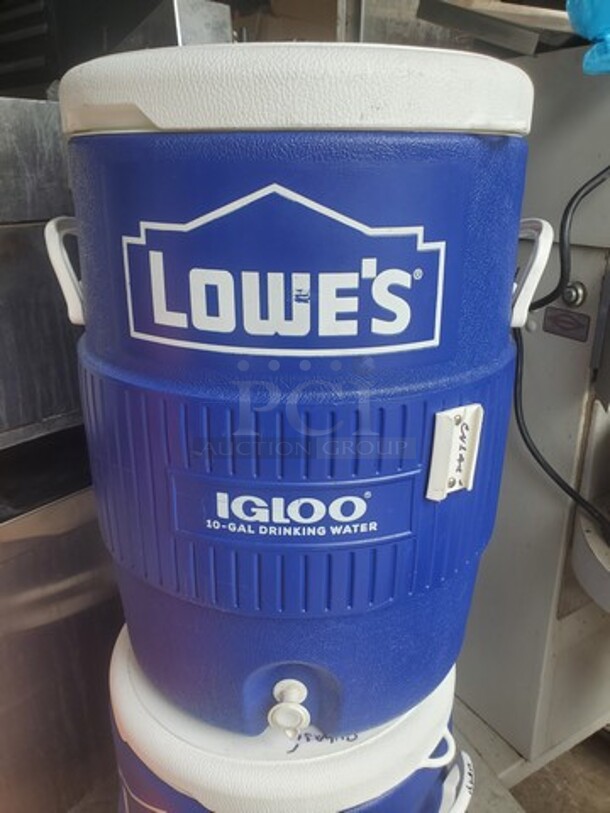 LOWE'S®
PCI
AUCTION GROUP
IGLOO®
10-GAL DRINKING WATER